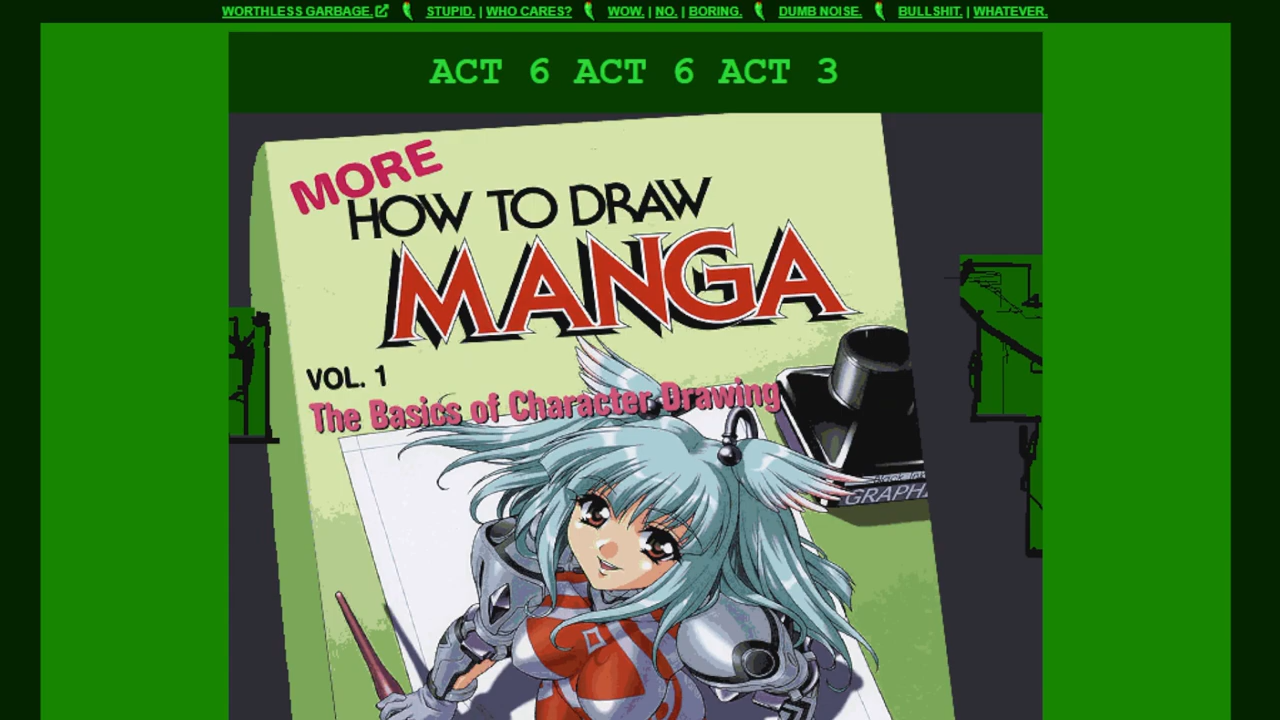 WORTHLESS GARBAGE. STUPID. | WHO CARES? WOW. | NO. | BORING. DUMB NOISE. BULLSHIT. | WHATEVER.
ACT 6 ACT 6 ACT 3
MORE
HOW TO DRAW
MANGA
VOL. 1
The Basics of Character Drawing